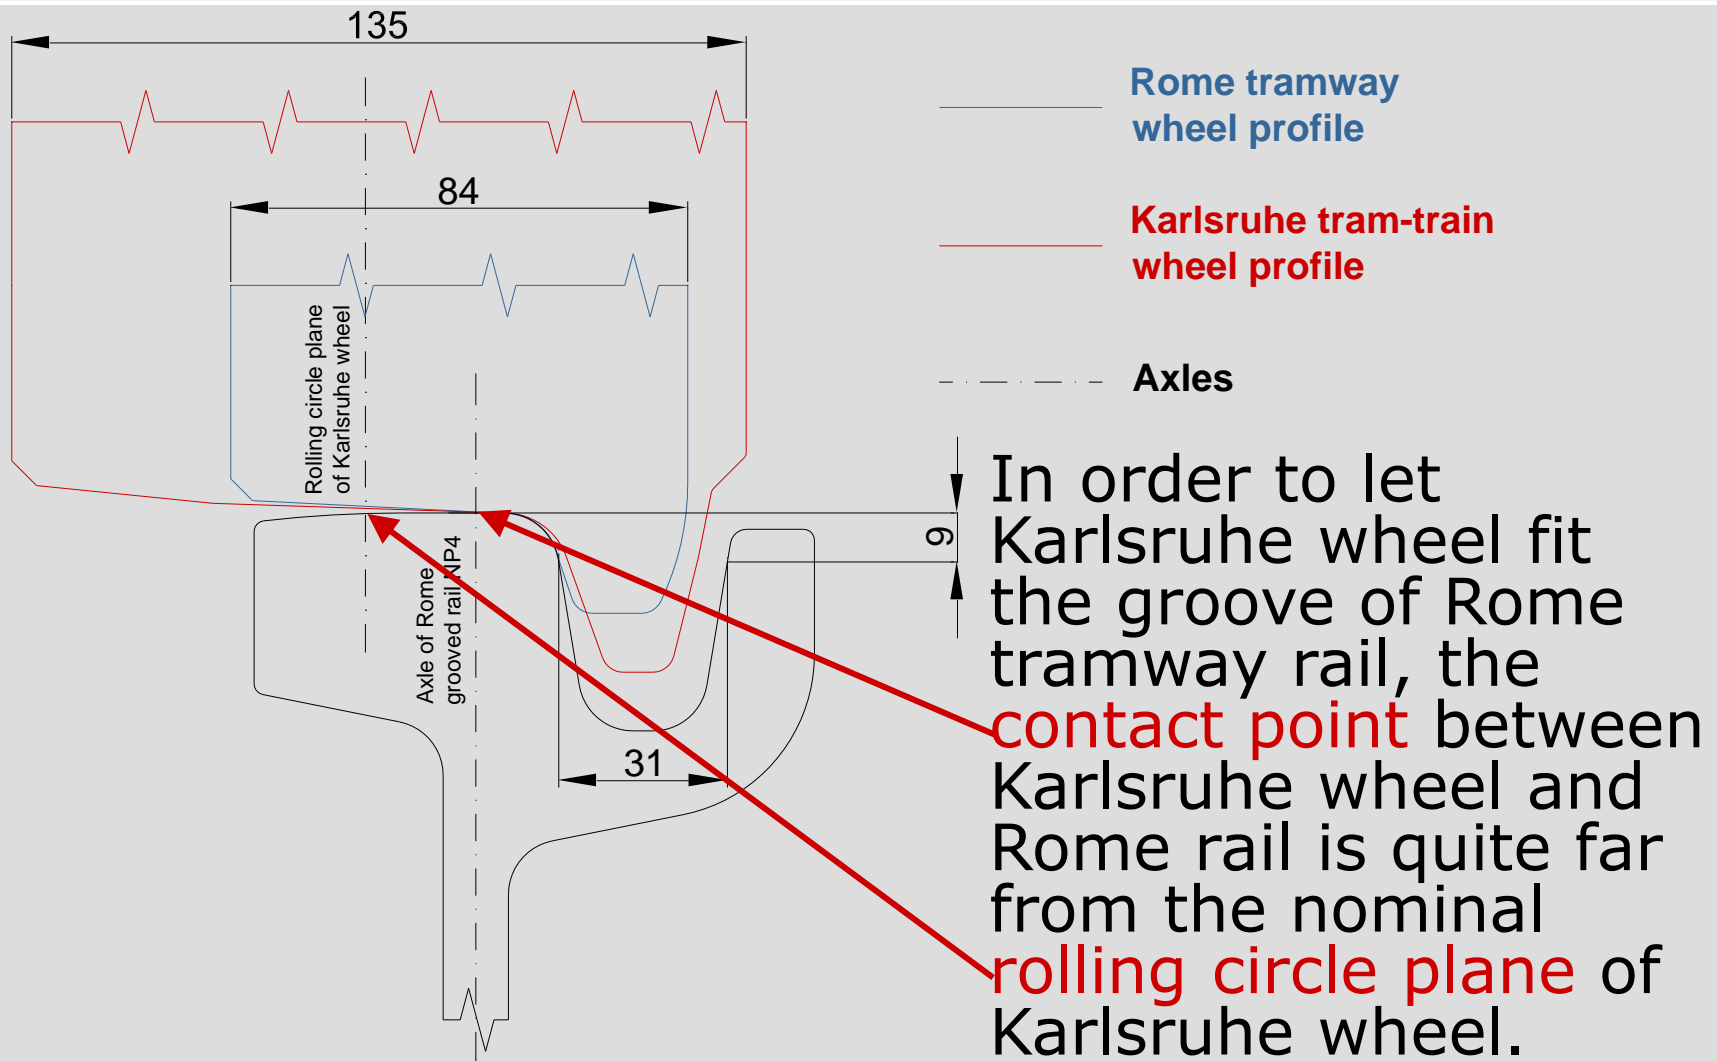 135
84
Rolling circle plane
of Karlsruhe wheel
Axle of Rome
grooved rail NP4
31
9
Rome tramway
wheel profile
Karlsruhe tram-train
wheel profile
Axles
In order to let
Karlsruhe wheel fit
the groove of Rome
tramway rail, the
contact point between
Karlsruhe wheel and
Rome rail is quite far
from the nominal
rolling circle plane of
Karlsruhe wheel.